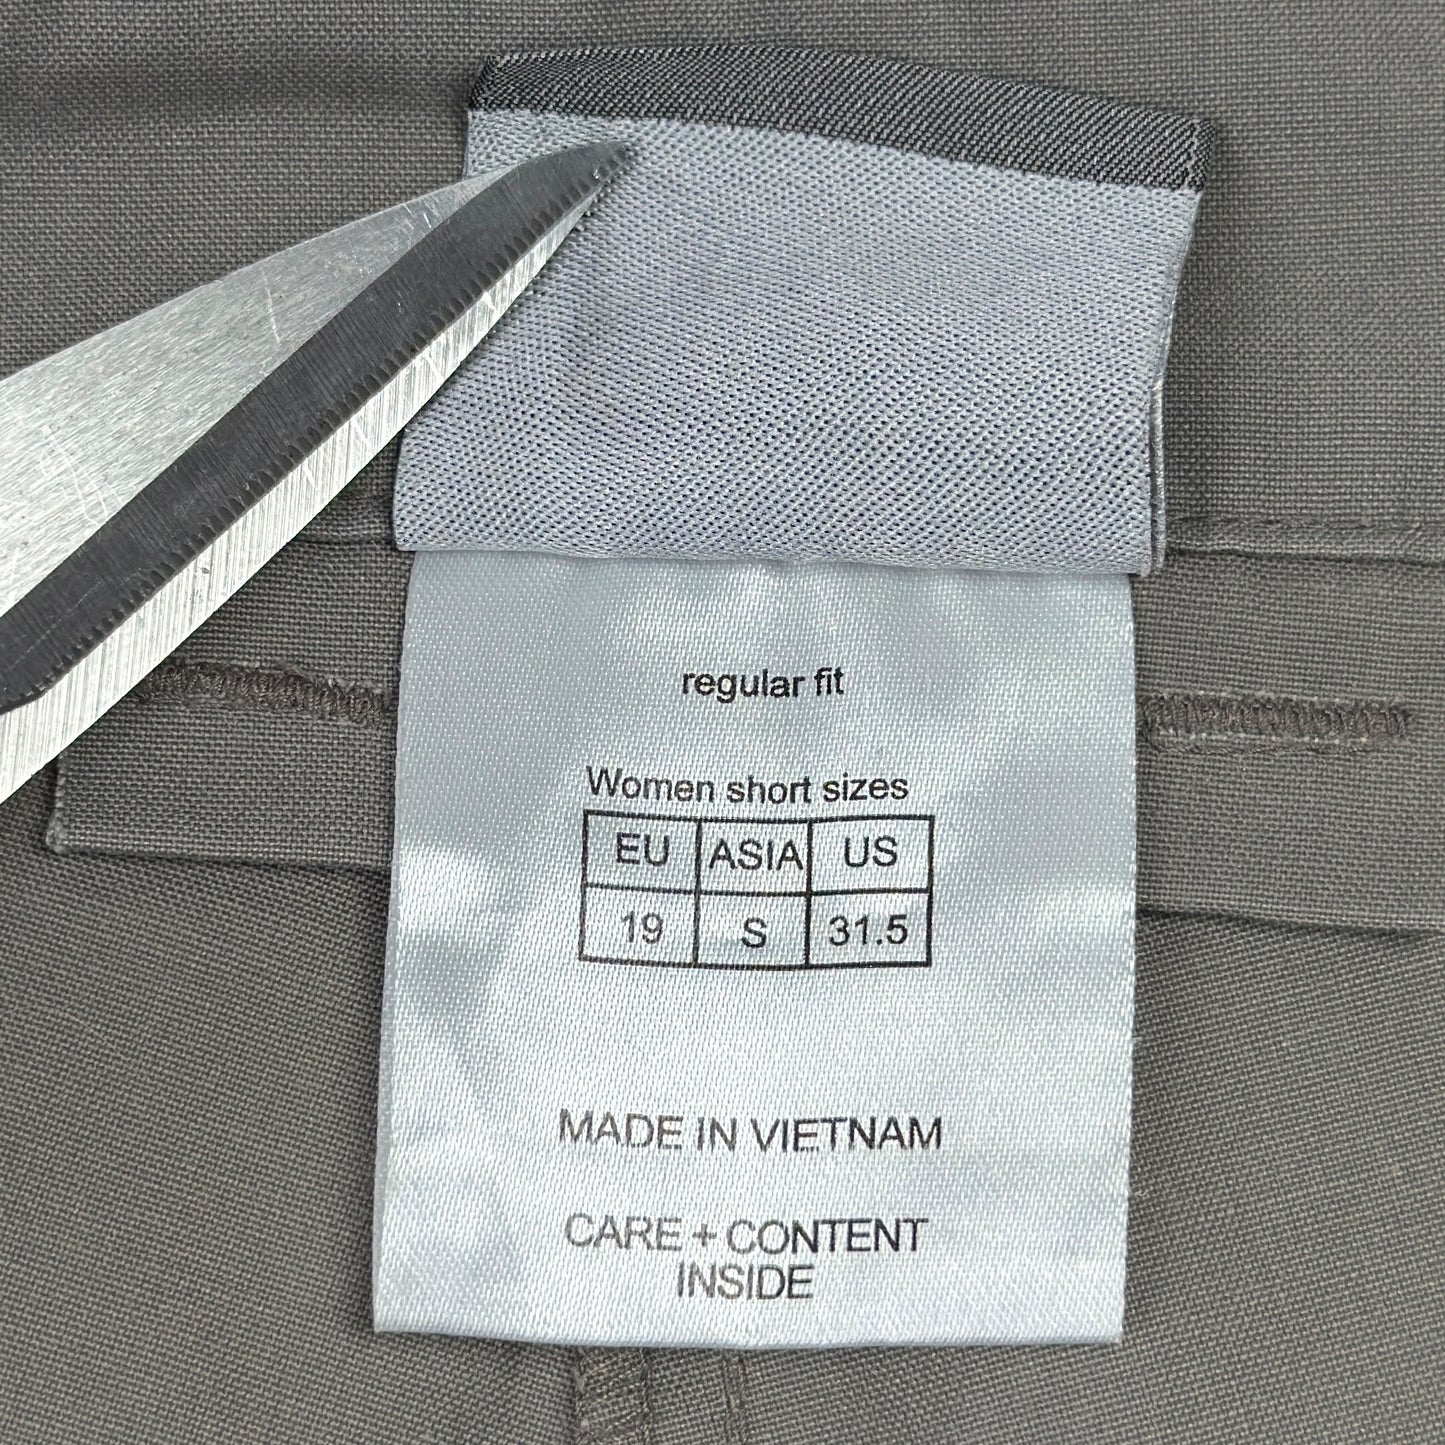 regular fit
Women short sizes
EU ASIA US
19 S 31.5
MADE IN VIETNAM
CARE + CONTENT
INSIDE